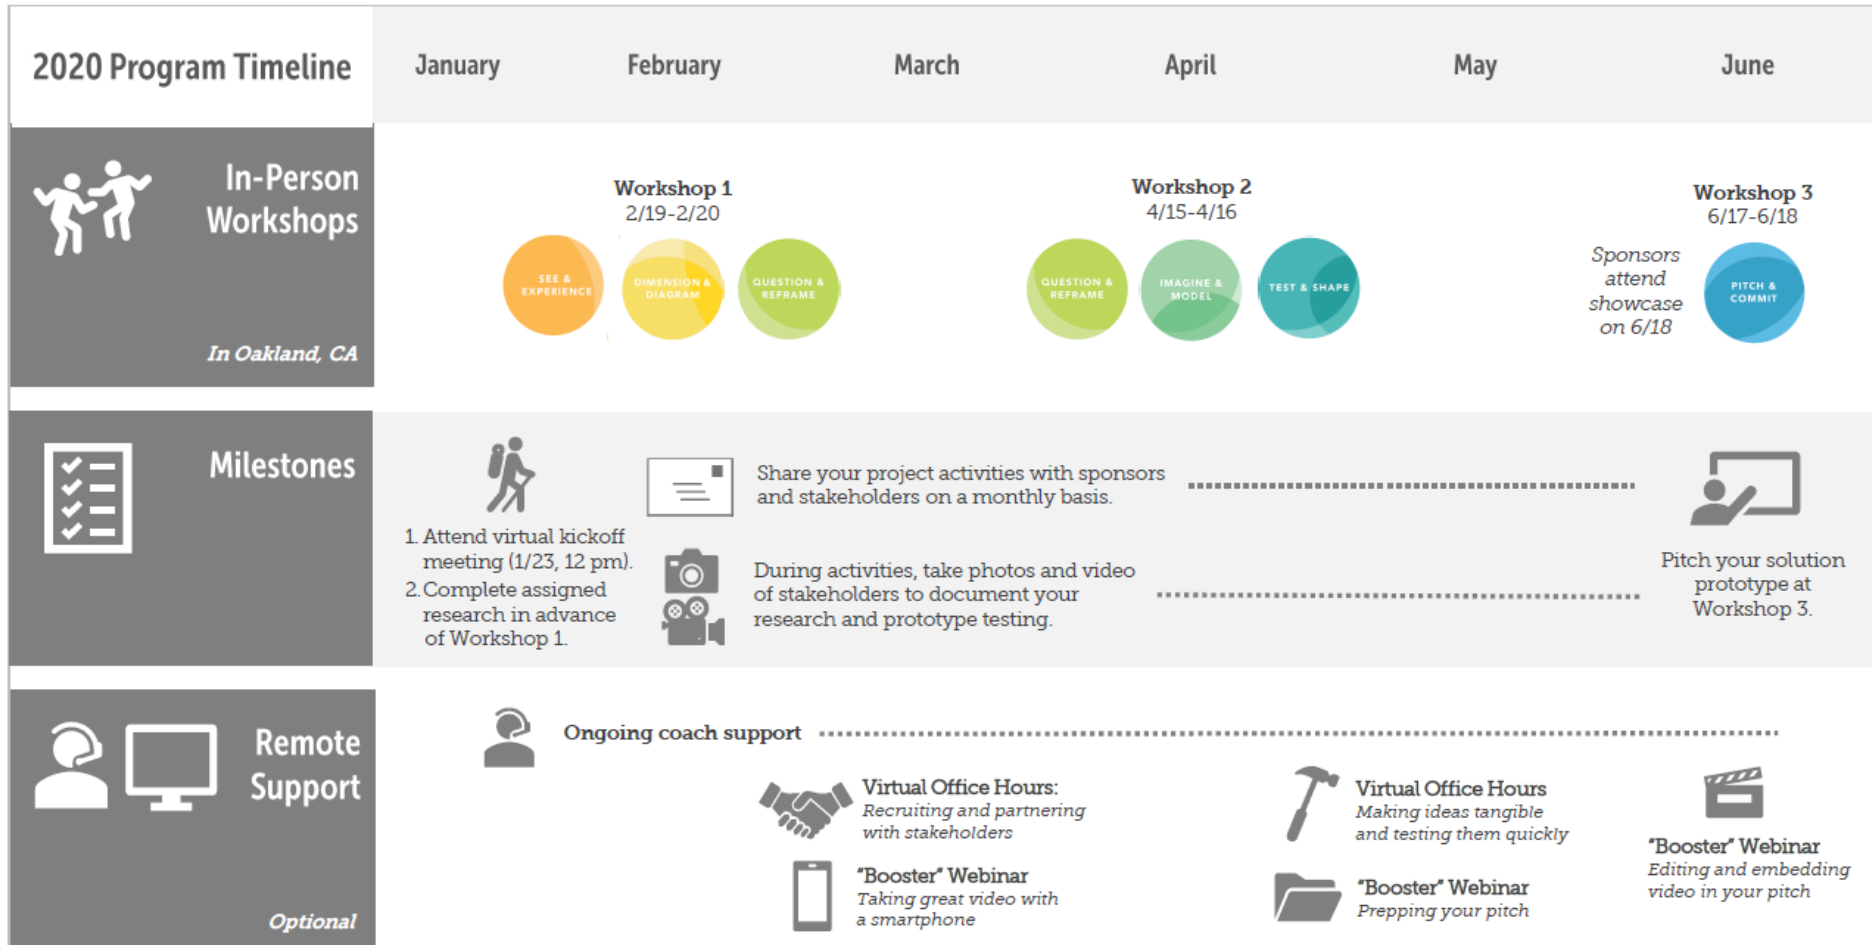 2020 Program Timeline
January
February
March
April
May
June
In-Person
Workshops
In Oakland, CA
Workshop 1
2/19-2/20
SEE &
EXPERIENCE
DIMENSION &
DIAGRAM
QUESTION &
REFRAME
Workshop 2
4/15-4/16
QUESTION &
REFRAME
IMAGINE &
MODEL
TEST & SHAPE
Workshop 3
6/17-6/18
Sponsors
attend
showcase
on 6/18
PITCH &
COMMIT
Milestones
1. Attend virtual kickoff
meeting (1/23, 12 pm).
2. Complete assigned
research in advance
of Workshop 1.
Share your project activities with sponsors
and stakeholders on a monthly basis.
During activities, take photos and video
of stakeholders to document your
research and prototype testing.
Pitch your solution
prototype at
Workshop 3.
Remote
Support
Optional
Ongoing coach support
Virtual Office Hours:
Recruiting and partnering
with stakeholders
"Booster" Webinar
Taking great video with
a smartphone
Virtual Office Hours
Making ideas tangible
and testing them quickly
"Booster" Webinar
Prepping your pitch
"Booster" Webinar
Editing and embedding
video in your pitch